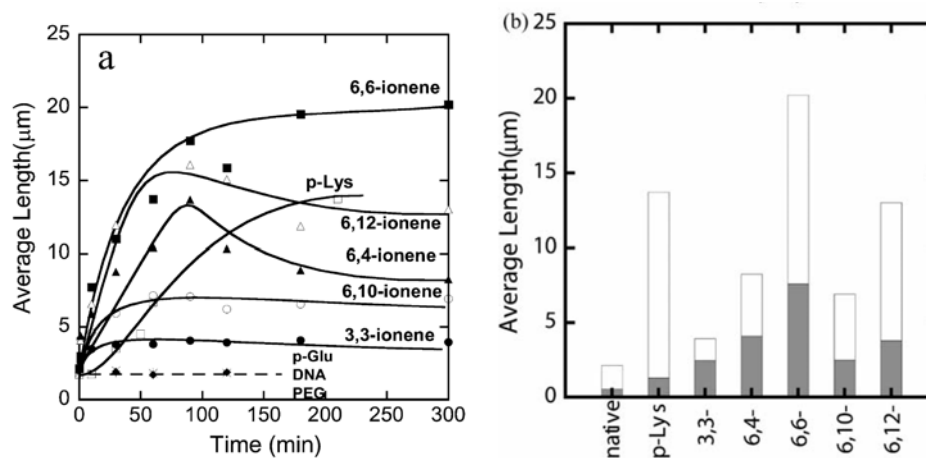 a
25
20
15
10
5
0
Average Length(μm)
0 50 100 150 200 250 300
Time (min)
6,6-ionene
p-Lys
6,12-ionene
6,4-ionene
6,10-ionene
3,3-ionene
p-Glu
DNA
PEG
(b)
25
20
15
10
5
0
Average Length(μm)
native
p-Lys
3,3-
6,4-
6,6-
6,10-
6,12-